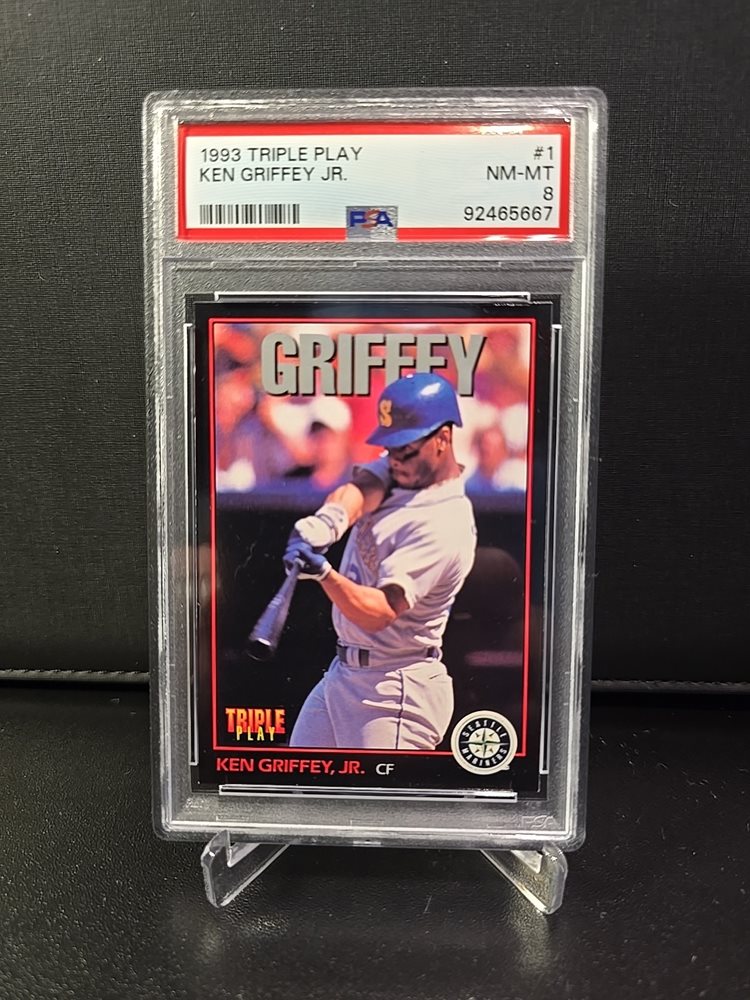 1993 TRIPLE PLAY #1
KEN GRIFFEY JR. NM-MT
8
PSA 92465667
GRIFFEY
S
TRIPLE
PLAY
SEATTLE
MARINERS
KEN GRIFFEY, JR. CF